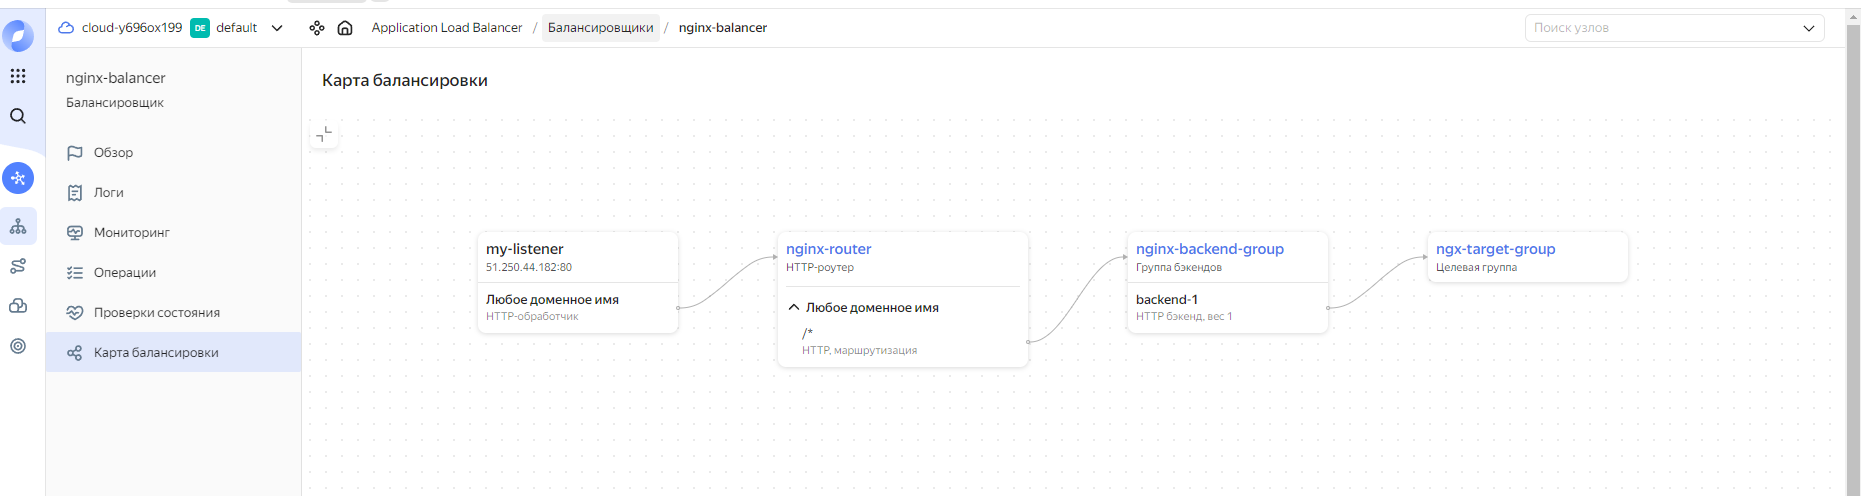 cloud-y696ox199 DE default Application Load Balancer / Балансировщики / nginx-balancer Поиск узлов
nginx-balancer
Балансировщик
Обзор
Логи
Мониторинг
Операции
Проверки состояния
Карта балансировки
Карта балансировки
my-listener
51.250.44.182:80
Любое доменное имя
HTTP-обработчик
nginx-router
HTTP-роутер
Любое доменное имя
/*
HTTP, маршрутизация
nginx-backend-group
Группа бэкендов
backend-1
HTTP бэкенд, вес 1
ngx-target-group
Целевая группа